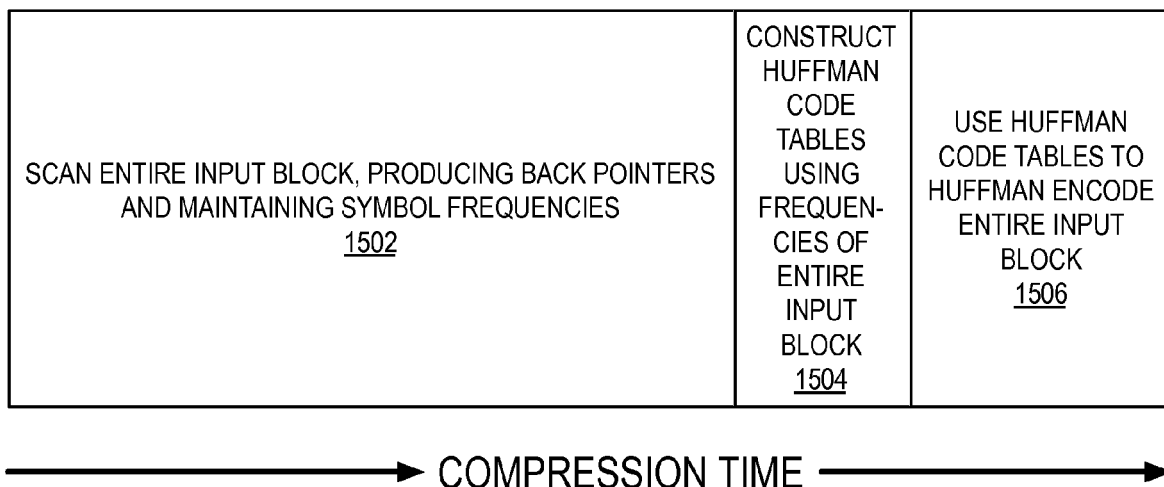 SCAN ENTIRE INPUT BLOCK, PRODUCING BACK POINTERS
AND MAINTAINING SYMBOL FREQUENCIES
1502
CONSTRUCT
HUFFMAN
CODE
TABLES
USING
FREQUEN-
CIES OF
ENTIRE
INPUT
BLOCK
1504
USE HUFFMAN
CODE TABLES TO
HUFFMAN ENCODE
ENTIRE INPUT
BLOCK
1506
COMPRESSION TIME